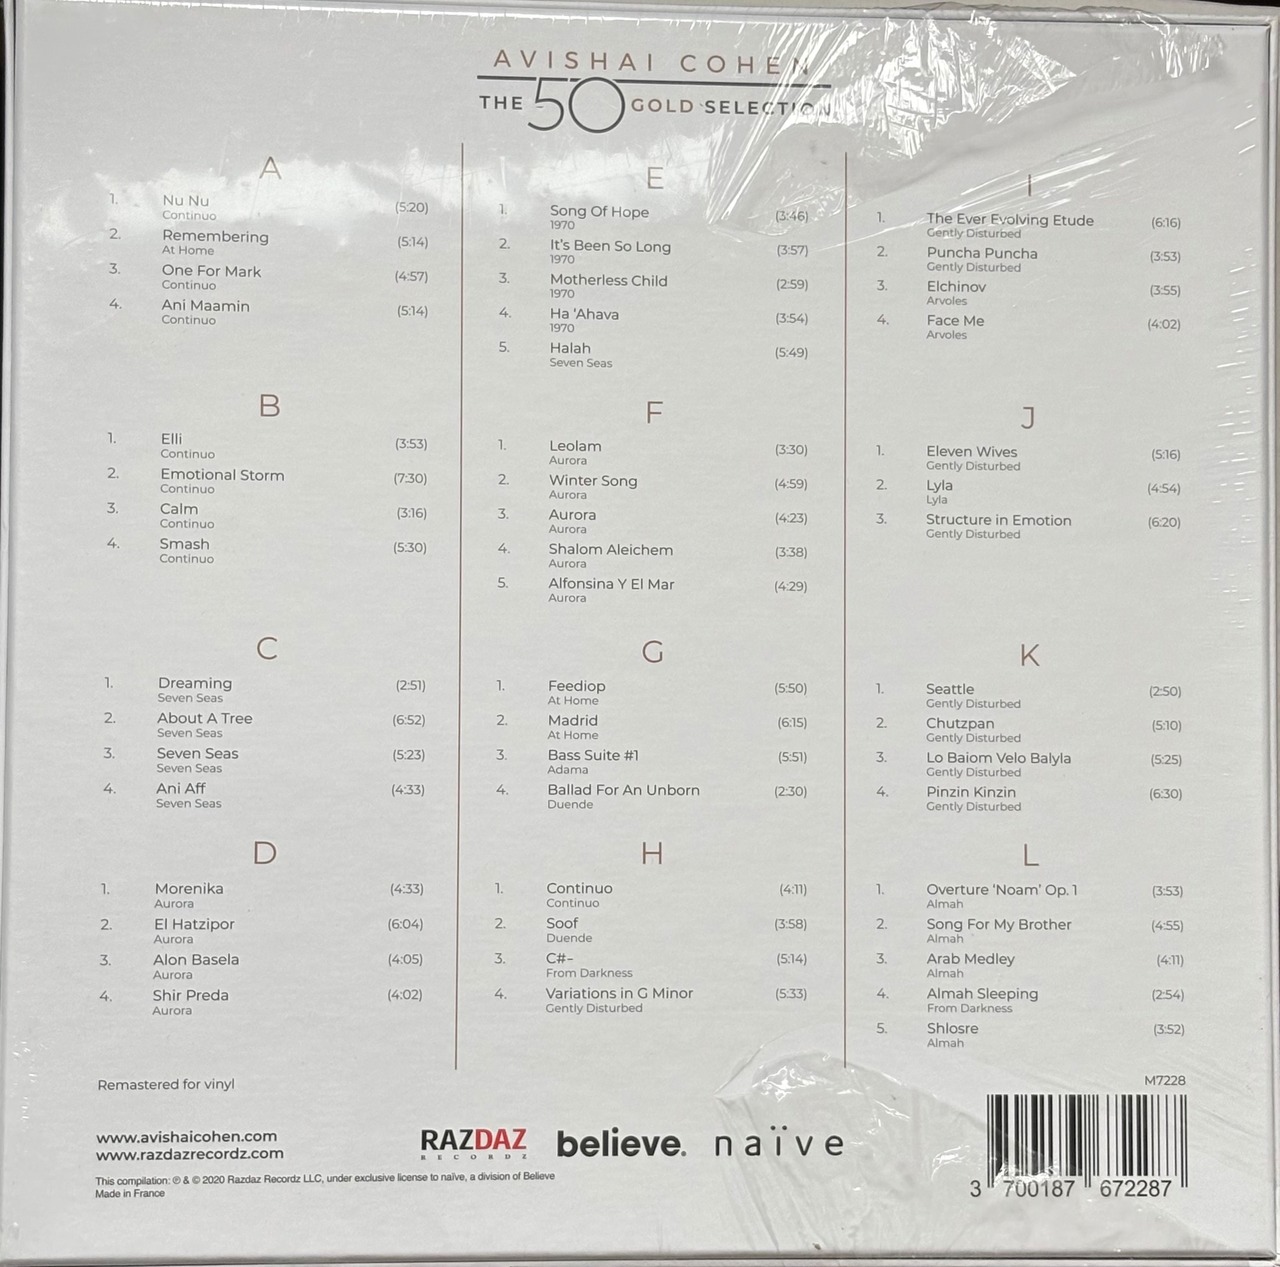 AVISHAI COHEN
THE 50 GOLD SELECTION
A
1. Nu Nu (5:20)
Continuo
2. Remembering (5:14)
At Home
3. One For Mark (4:57)
Continuo
4. Ani Maamin (5:14)
Continuo
B
1. Elli (3:53)
Continuo
2. Emotional Storm (7:30)
Continuo
3. Calm (3:16)
Continuo
4. Smash (5:30)
Continuo
C
1. Dreaming (2:51)
Seven Seas
2. About A Tree (6:52)
Seven Seas
3. Seven Seas (5:23)
Seven Seas
4. Ani Aff (4:33)
Seven Seas
D
1. Morenika (4:33)
Aurora
2. El Hatzipor (6:04)
Aurora
3. Alon Basela (4:05)
Aurora
4. Shir Preda (4:02)
Aurora
E
1. Song Of Hope (3:46)
1970
2. It's Been So Long (3:57)
1970
3. Motherless Child (2:59)
1970
4. Ha 'Ahava (3:54)
1970
5. Halah (5:49)
Seven Seas
F
1. Leolam (3:30)
Aurora
2. Winter Song (4:59)
Aurora
3. Aurora (4:23)
Aurora
4. Shalom Aleichem (3:38)
Aurora
5. Alfonsina Y El Mar (4:29)
Aurora
G
1. Feediop (5:50)
At Home
2. Madrid (6:15)
At Home
3. Bass Suite #1 (5:51)
Adama
4. Ballad For An Unborn (2:30)
Duende
H
1. Continuo (4:11)
Continuo
2. Soof (3:58)
Duende
3. C#- (5:14)
From Darkness
4. Variations in G Minor (5:33)
Gently Disturbed
I
1. The Ever Evolving Etude (6:16)
Gently Disturbed
2. Puncha Puncha (3:53)
Gently Disturbed
3. Elchinov (3:55)
Arvoles
4. Face Me (4:02)
Arvoles
J
1. Eleven Wives (5:16)
Gently Disturbed
2. Lyla (4:54)
Lyla
3. Structure in Emotion (6:20)
Gently Disturbed
K
1. Seattle (2:50)
Gently Disturbed
2. Chutzpan (5:10)
Gently Disturbed
3. Lo Baiom Velo Balyla (5:25)
Gently Disturbed
4. Pinzin Kinzin (6:30)
Gently Disturbed
L
1. Overture 'Noam' Op. 1 (3:53)
Almah
2. Song For My Brother (4:55)
Almah
3. Arab Medley (4:11)
Almah
4. Almah Sleeping (2:54)
From Darkness
5. Shlosre (3:52)
Almah
Remastered for vinyl
www.avishaicohen.com
www.razdazrecordz.com
This compilation: ℗ & © 2020 Razdaz Recordz LLC, under exclusive license to naïve, a division of Believe
Made in France
RAZDAZ
RECORDZ
believe.
naïve
M7228
3 700187 672287